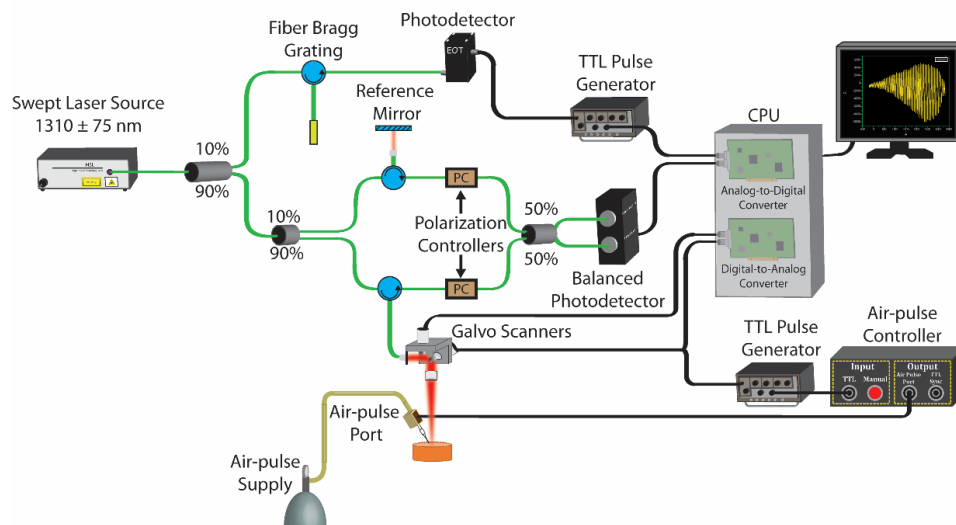 Fiber Bragg
Grating
Photodetector
EOT
TTL Pulse
Generator
Reference
Mirror
Swept Laser Source
1310 ± 75 nm
HSL
10%
90%
CPU
Analog-to-Digital
Converter
Digital-to-Analog
Converter
10%
90%
PC
Polarization
Controllers
PC
50%
50%
Balanced
Photodetector
Galvo Scanners
TTL Pulse
Generator
Air-pulse
Controller
Input
TTL
Manual
Output
Air Pulse
Port
TTL
Sync
Air-pulse
Port
Air-pulse
Supply